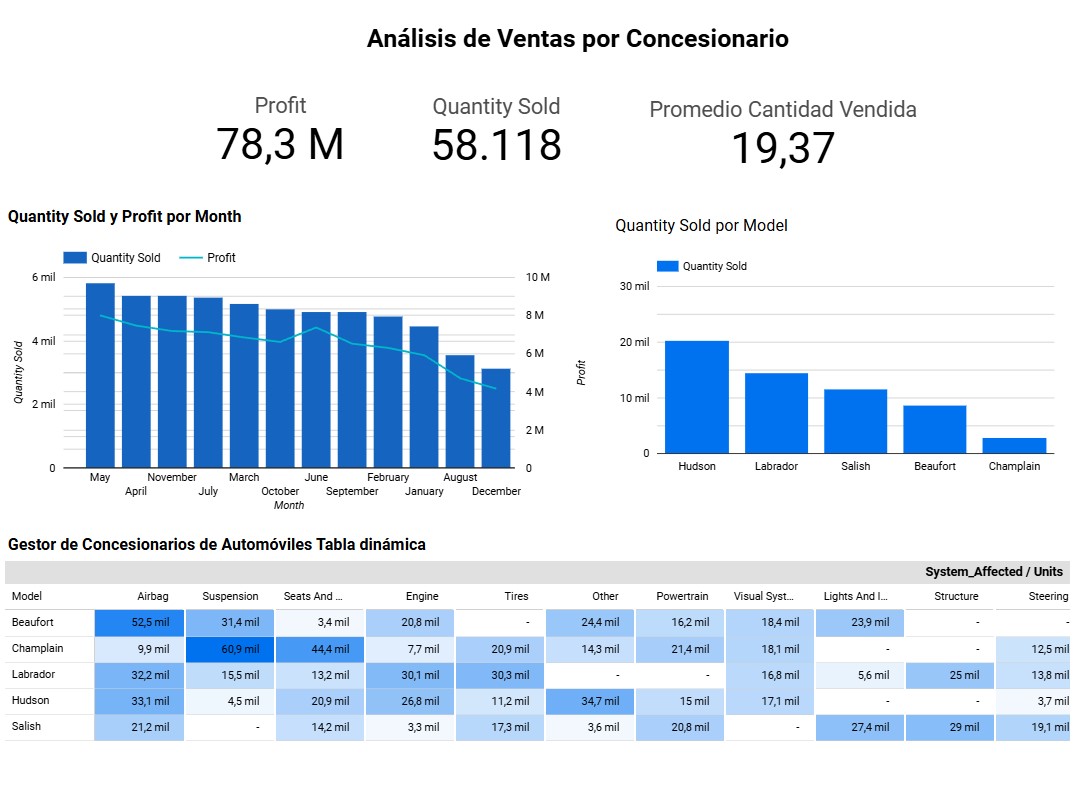 Análisis de Ventas por Concesionario
Profit
78,3 M
Quantity Sold
58.118
Promedio Cantidad Vendida
19,37
Quantity Sold y Profit por Month
Quantity Sold Profit
6 mil
4 mil
2 mil
0
Quantity Sold
10 M
8 M
6 M
4 M
2 M
0
Profit
May November March June February August
April July October September January December
Month
Quantity Sold por Model
Quantity Sold
30 mil
20 mil
10 mil
0
Hudson Labrador Salish Beaufort Champlain
Gestor de Concesionarios de Automóviles Tabla dinámica
System_Affected / Units
Model Airbag Suspension Seats And ... Engine Tires Other Powertrain Visual Syst... Lights And I... Structure Steering
Beaufort 52,5 mil 31,4 mil 3,4 mil 20,8 mil - 24,4 mil 16,2 mil 18,4 mil 23,9 mil - -
Champlain 9,9 mil 60,9 mil 44,4 mil 7,7 mil 20,9 mil 14,3 mil 21,4 mil 18,1 mil - - 12,5 mil
Labrador 32,2 mil 15,5 mil 13,2 mil 30,1 mil 30,3 mil - - 16,8 mil 5,6 mil 25 mil 13,8 mil
Hudson 33,1 mil 4,5 mil 20,9 mil 26,8 mil 11,2 mil 34,7 mil 15 mil 17,1 mil - - 3,7 mil
Salish 21,2 mil - 14,2 mil 3,3 mil 17,3 mil 3,6 mil 20,8 mil - 27,4 mil 29 mil 19,1 mil